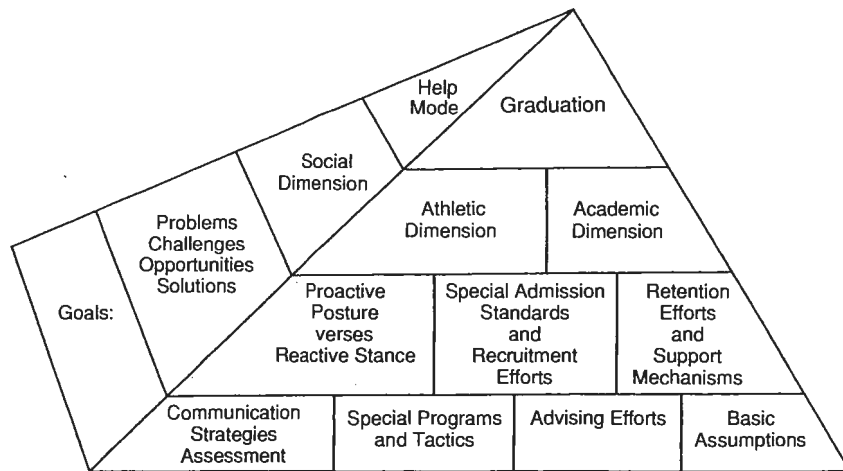 Help
Mode
Graduation
Social
Dimension
Athletic
Dimension
Academic
Dimension
Problems
Challenges
Opportunities
Solutions
Goals:
Proactive
Posture
verses
Reactive Stance
Special Admission
Standards
and
Recruitment
Efforts
Retention
Efforts
and
Support
Mechanisms
Communication
Strategies
Assessment
Special Programs
and Tactics
Advising Efforts
Basic
Assumptions